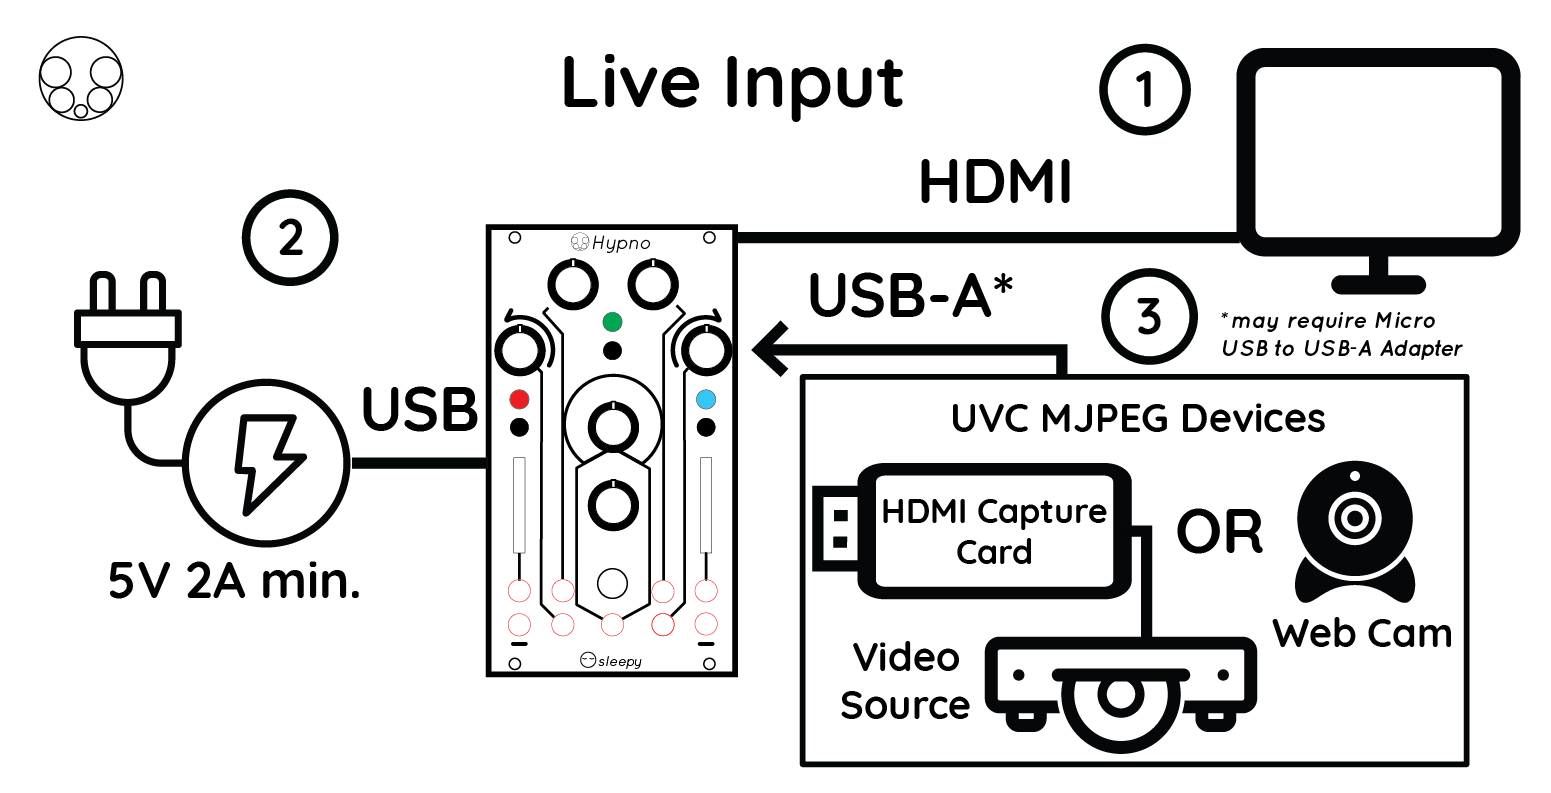 Live Input
1
HDMI
2
Hypno
USB-A*
3
*may require Micro
USB to USB-A Adapter
USB
5V 2A min.
UVC MJPEG Devices
HDMI Capture
Card
OR
Web Cam
Video
Source
sleepy